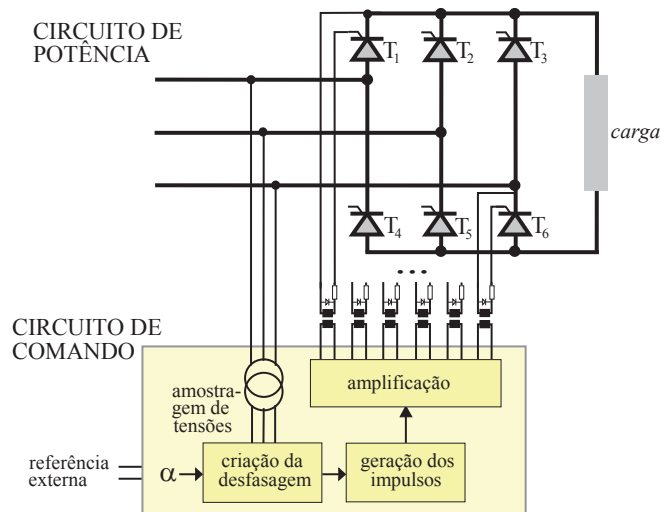 CIRCUITO DE
POTÊNCIA
T1
T2
T3
carga
T4
T5
T6
...
CIRCUITO DE
COMANDO
amostra-
gem de
tensões
amplificação
referência
externa
α
criação da
desfasagem
geração dos
impulsos